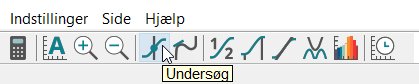 Indstillinger Side Hjælp
A 1/2
Undersøg